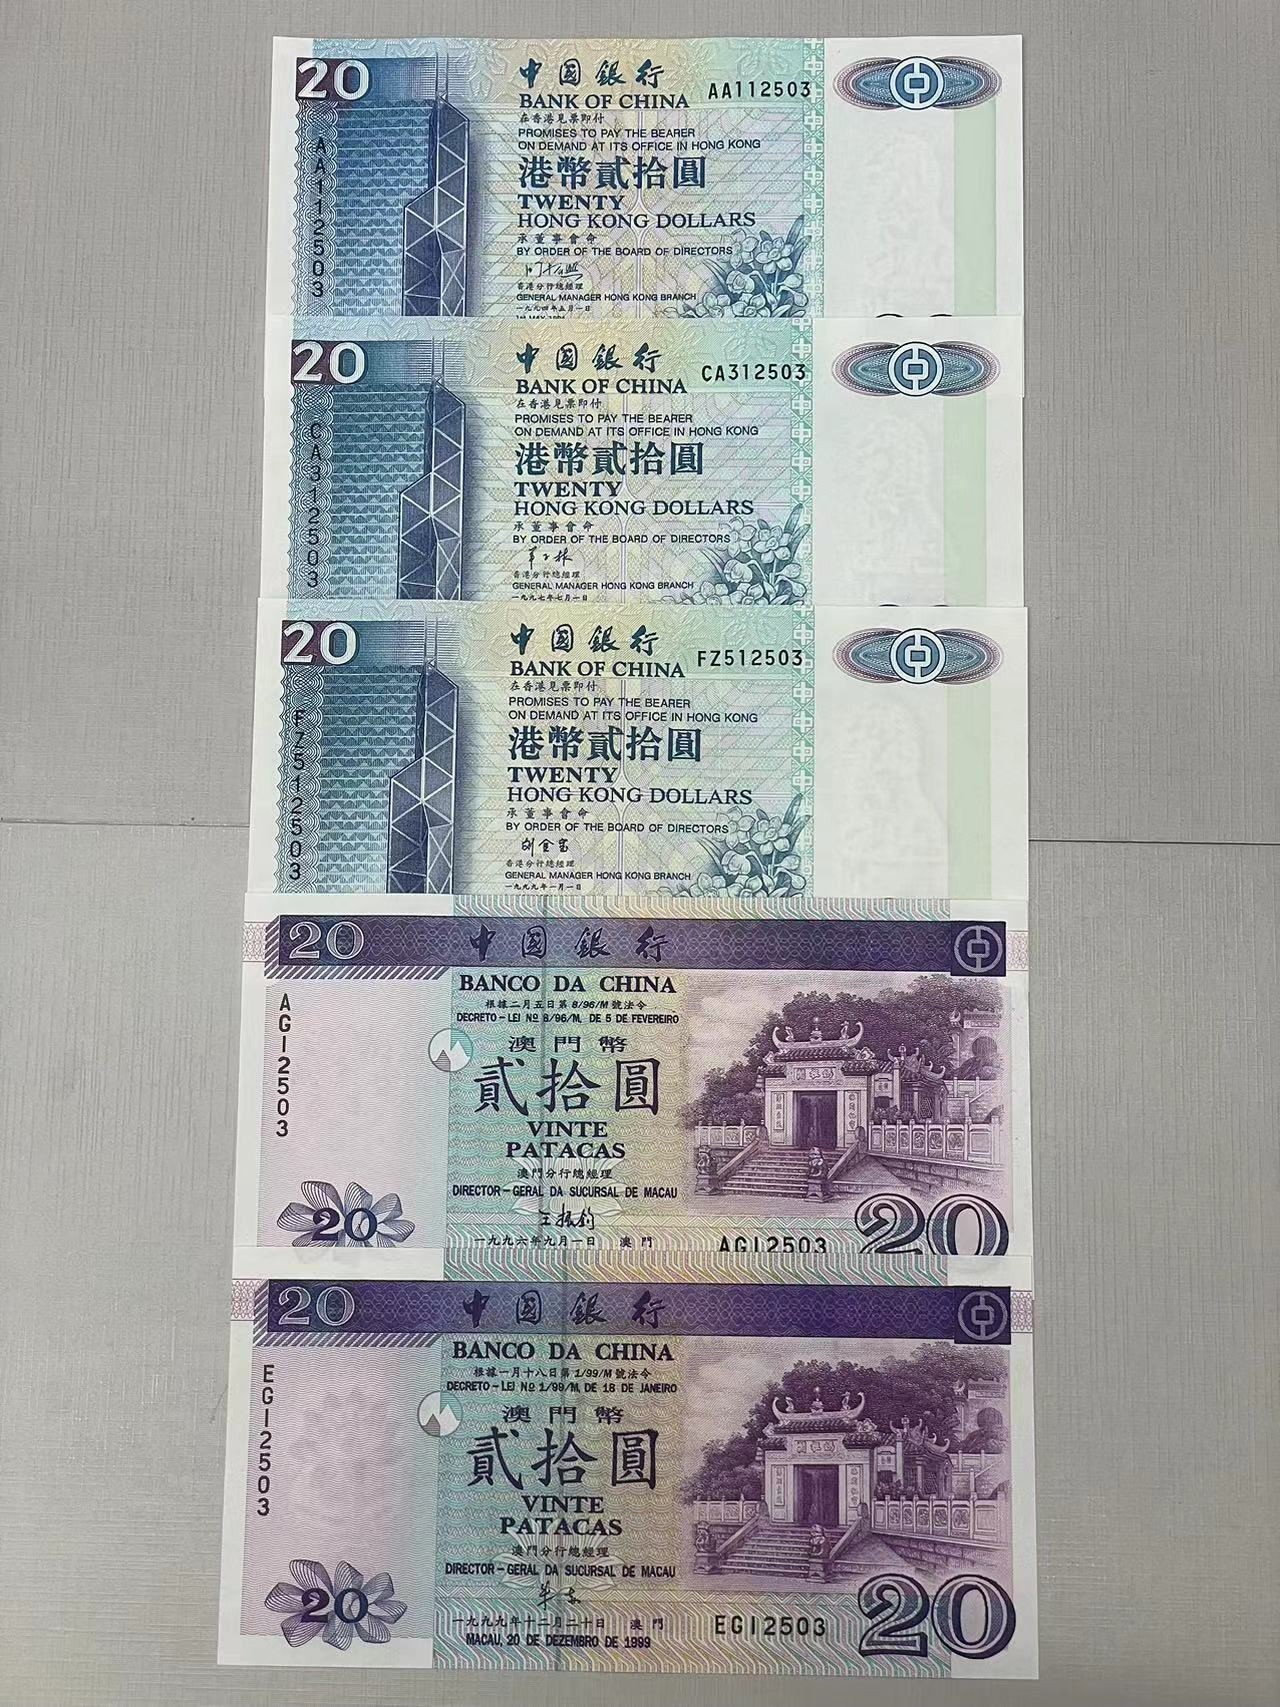 20
中國銀行
BANK OF CHINA
AA112503
在香港見票即付
PROMISES TO PAY THE BEARER
ON DEMAND AT ITS OFFICE IN HONG KONG
港幣貳拾圓
TWENTY
HONG KONG DOLLARS
承董事會命
BY ORDER OF THE BOARD OF DIRECTORS
香港分行總經理
GENERAL MANAGER HONG KONG BRANCH
一九九四年五月一日
AA112503
20
中國銀行
BANK OF CHINA
CA312503
在香港見票即付
PROMISES TO PAY THE BEARER
ON DEMAND AT ITS OFFICE IN HONG KONG
港幣貳拾圓
TWENTY
HONG KONG DOLLARS
承董事會命
BY ORDER OF THE BOARD OF DIRECTORS
香港分行總經理
GENERAL MANAGER HONG KONG BRANCH
一九九七年七月一日
CA312503
20
中國銀行
BANK OF CHINA
FZ512503
在香港見票即付
PROMISES TO PAY THE BEARER
ON DEMAND AT ITS OFFICE IN HONG KONG
港幣貳拾圓
TWENTY
HONG KONG DOLLARS
承董事會命
BY ORDER OF THE BOARD OF DIRECTORS
香港分行總經理
GENERAL MANAGER HONG KONG BRANCH
一九九九年一月一日
FZ512503
20
中國銀行
BANCO DA CHINA
根據二月五日第8/96/M號法令
DECRETO-LEI Nº 8/96/M, DE 5 DE FEVEREIRO
AG12503
澳門幣
貳拾圓
VINTE
PATACAS
澳門分行總經理
DIRECTOR-GERAL DA SUCURSAL DE MACAU
王振鈞
一九九六年九月一日 澳門
AG12503
20
20
20
中國銀行
BANCO DA CHINA
根據一月十八日第1/99/M號法令
DECRETO-LEI Nº 1/99/M, DE 18 DE JANEIRO
EG12503
澳門幣
貳拾圓
VINTE
PATACAS
澳門分行總經理
DIRECTOR-GERAL DA SUCURSAL DE MACAU
一九九九年十二月二十日 澳門
MACAU, 20 DE DEZEMBRO DE 1999
EG12503
20
20